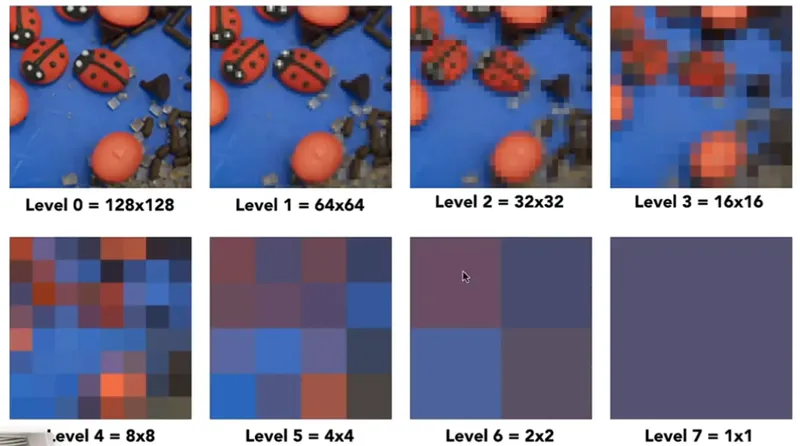 Level 0 = 128x128
Level 1 = 64x64
Level 2 = 32x32
Level 3 = 16x16
Level 4 = 8x8
Level 5 = 4x4
Level 6 = 2x2
Level 7 = 1x1